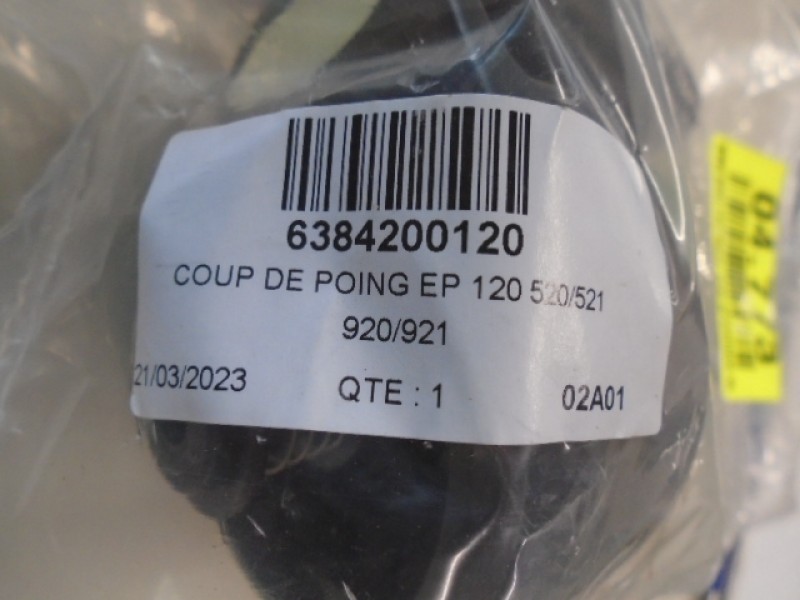 6384200120
COUP DE POING EP 120 520/521
920/921
21/03/2023 QTE : 1 02A01